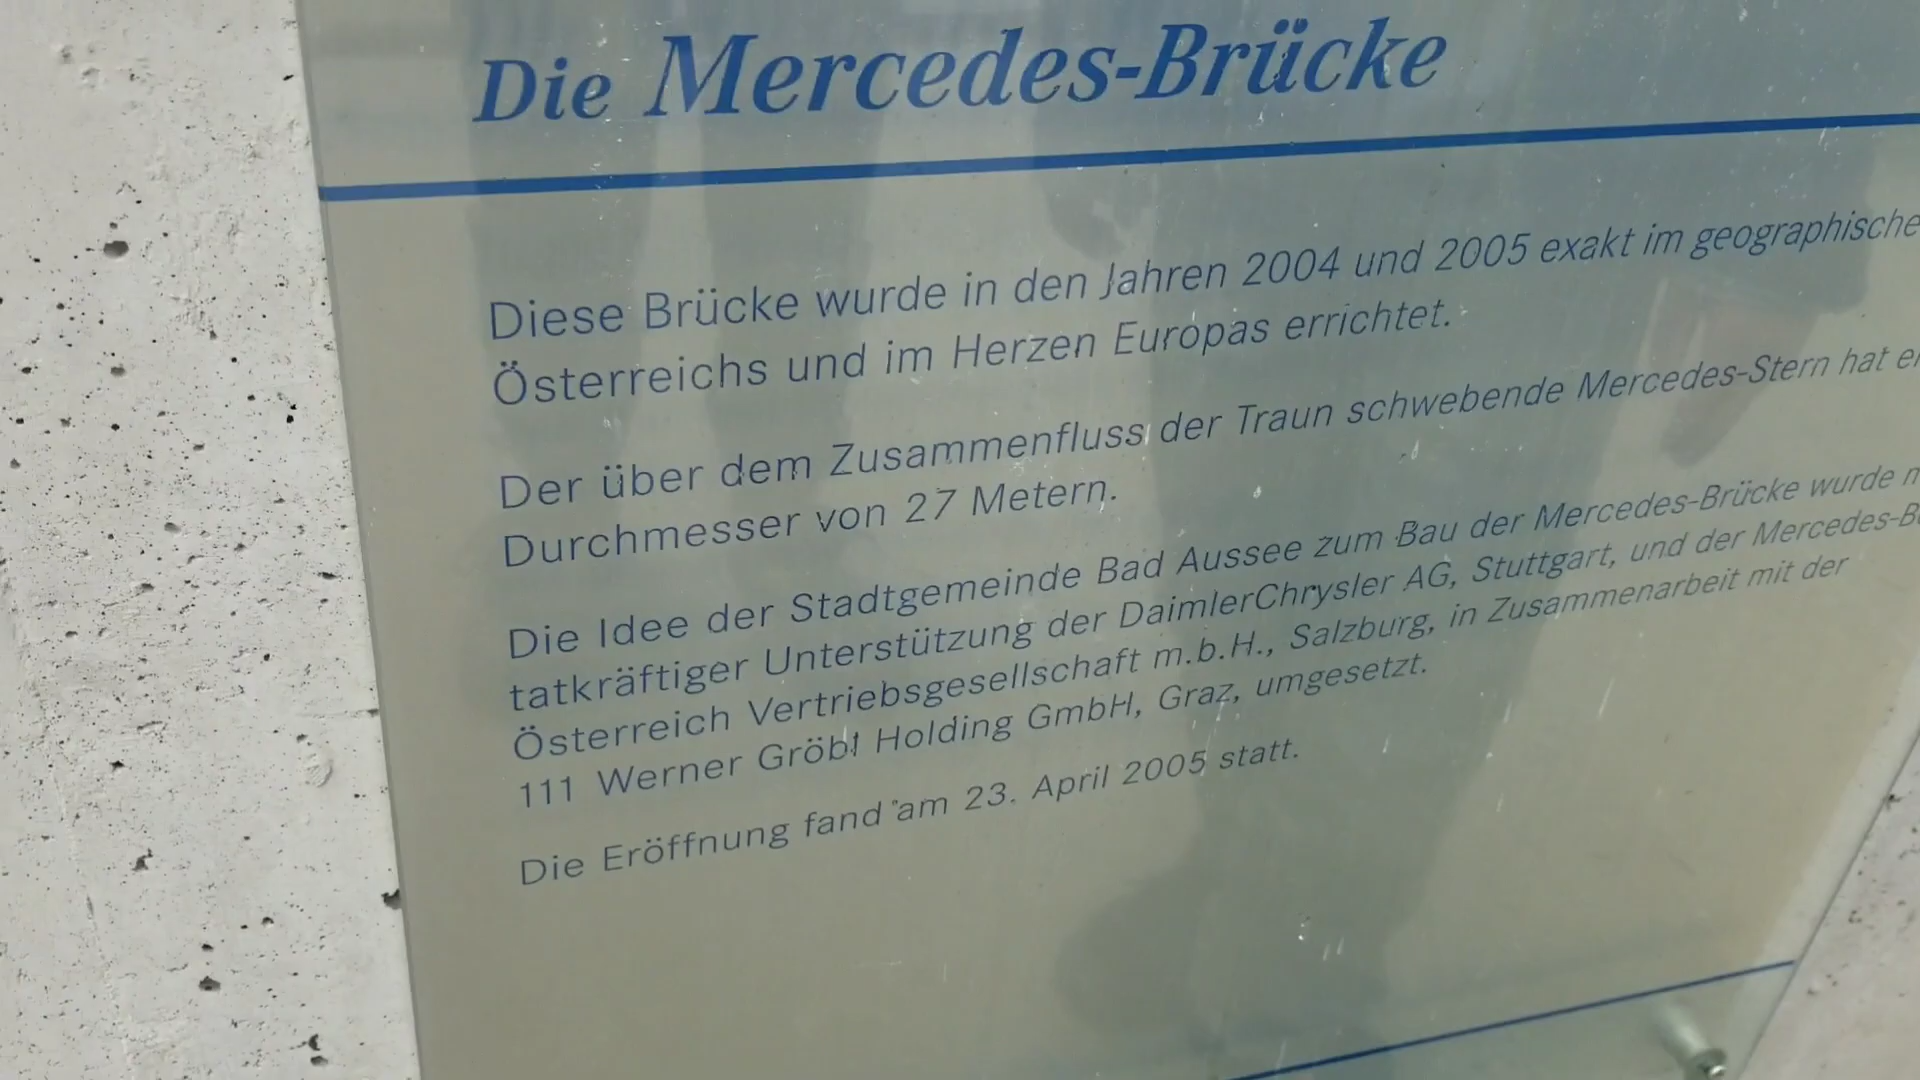 Die Mercedes-Brücke
Diese Brücke wurde in den Jahren 2004 und 2005 exakt im geographische
Österreichs und im Herzen Europas errichtet.
Der über dem Zusammenfluss der Traun schwebende Mercedes-Stern hat
Durchmesser von 27 Metern.
Die Idee der Stadtgemeinde Bad Aussee zum Bau der Mercedes-Brücke wurde
tatkräftiger Unterstützung der DaimlerChrysler AG, Stuttgart, und der Mercedes-B
Österreich Vertriebsgesellschaft m.b.H., Salzburg, in Zusammenarbeit mit der
111 Werner Gröbl Holding GmbH, Graz, umgesetzt.
Die Eröffnung fand am 23. April 2005 statt.